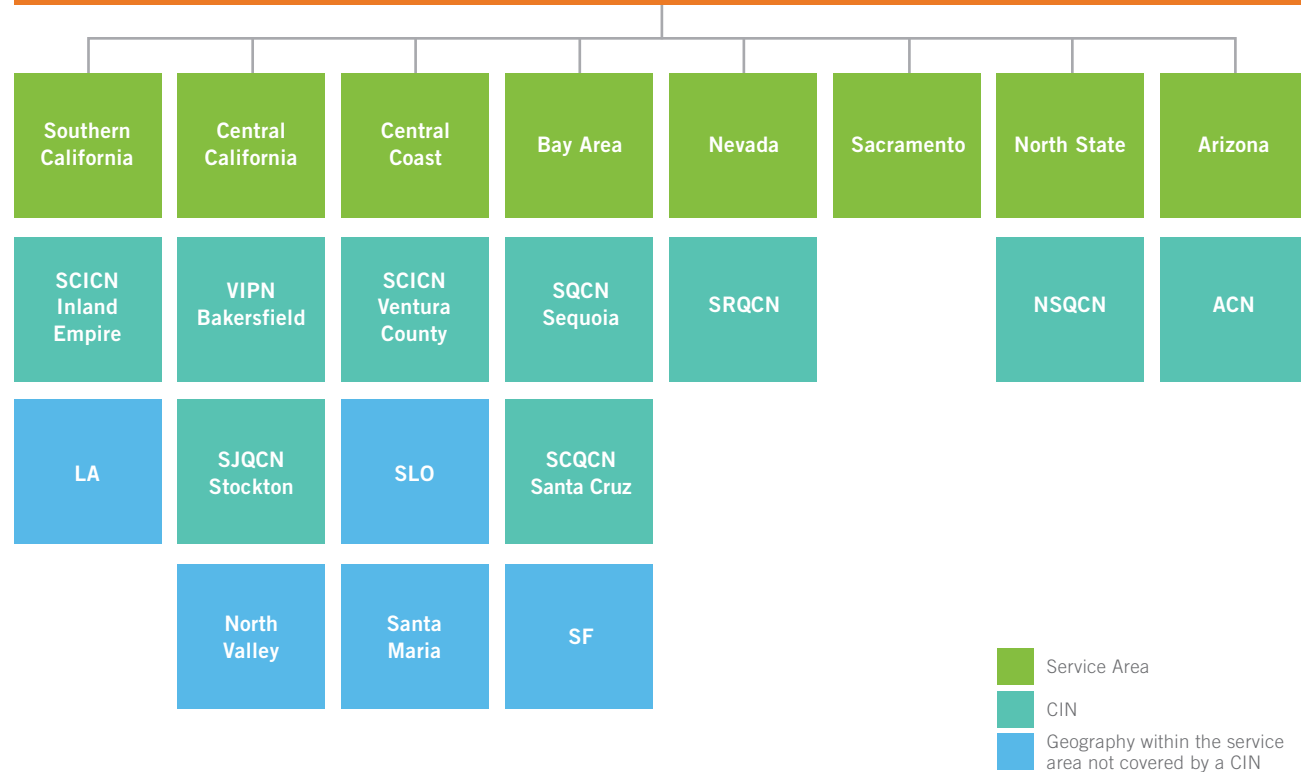 Southern
California
Central
California
Central
Coast
Bay Area
Nevada
Sacramento
North State
Arizona
SCICN
Inland
Empire
VIPN
Bakersfield
SCICN
Ventura
County
SQCN
Sequoia
SRQCN
NSQCN
ACN
LA
SJQCN
Stockton
SLO
SCQCN
Santa Cruz
North
Valley
Santa
Maria
SF
Service Area
CIN
Geography within the service
area not covered by a CIN